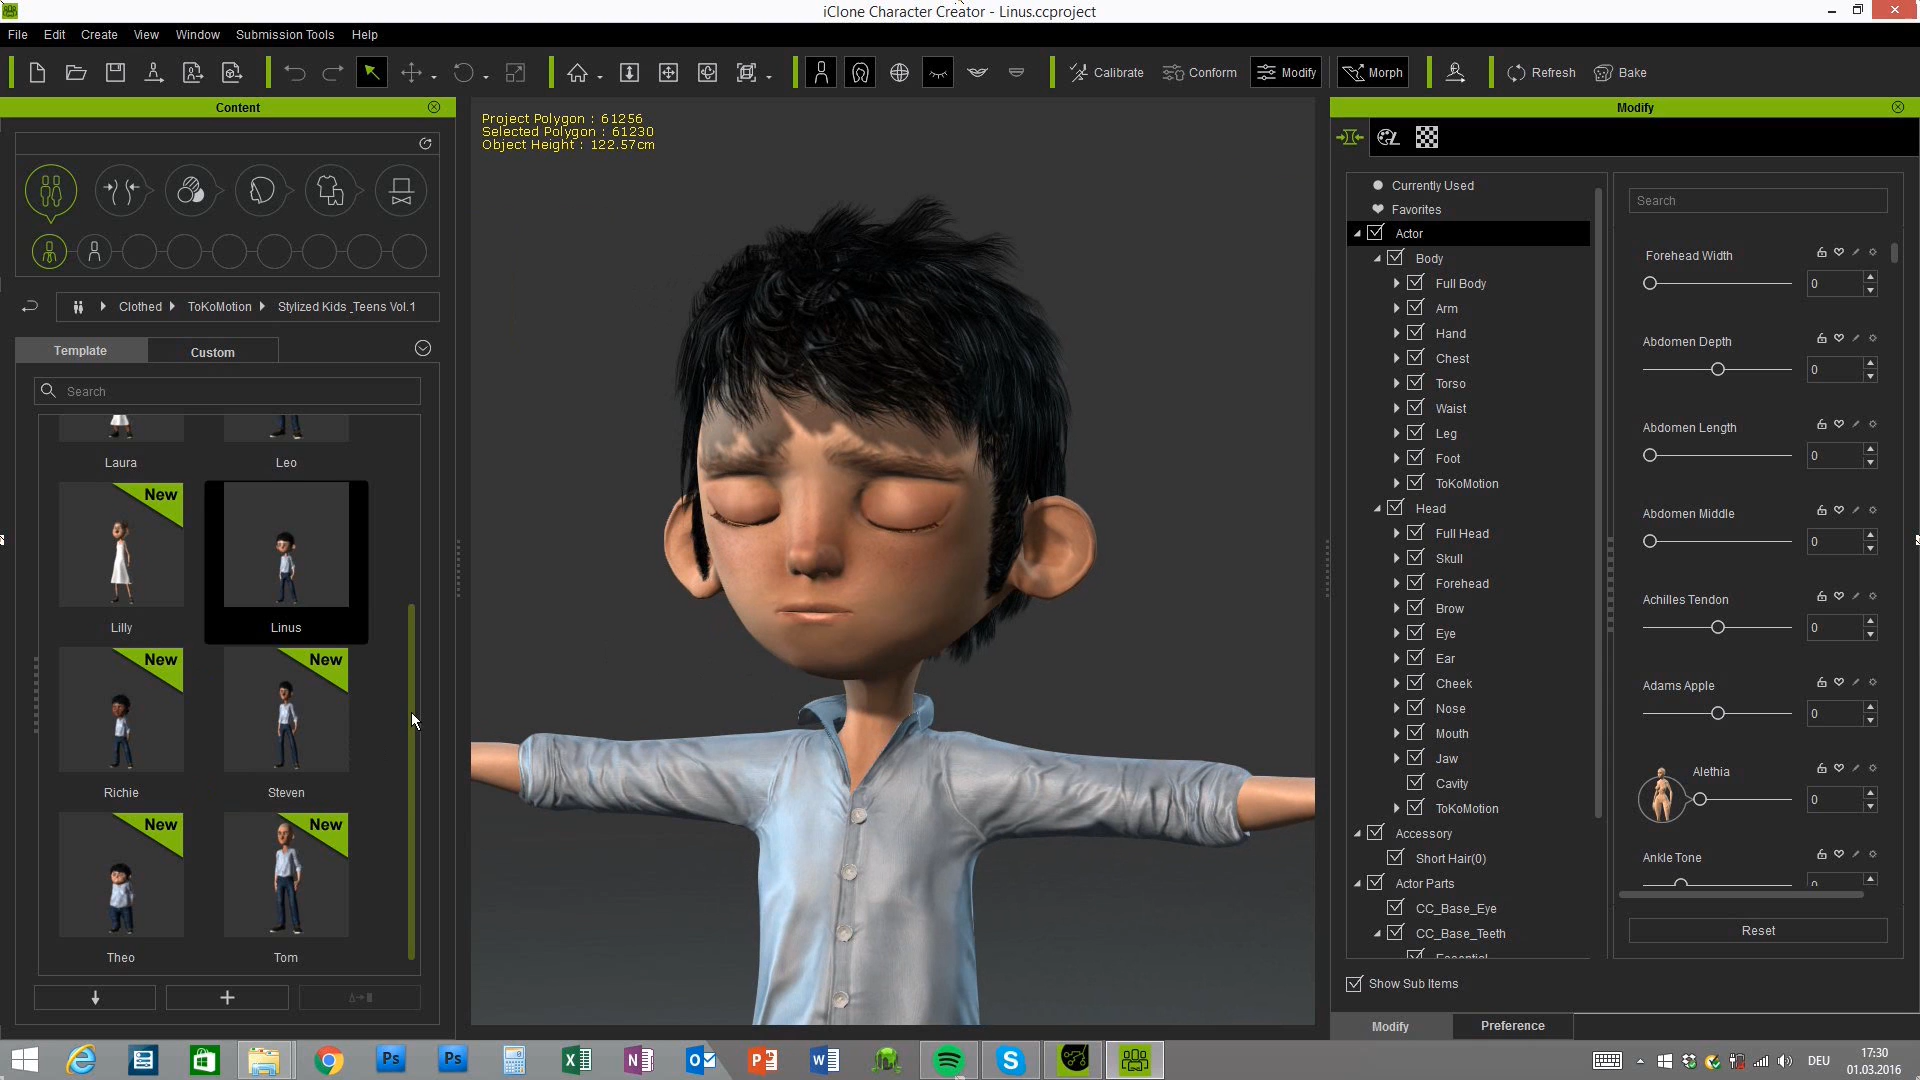 iClone Character Creator - Linus.ccproject
File Edit Create View Window Submission Tools Help
Calibrate Conform Modify Morph Refresh Bake
Content
Clothed ToKoMotion Stylized Kids_Teens Vol.1
Template Custom
Search
Laura Leo
New
Lilly Linus
New New
Richie Steven
New New
Theo Tom
Project Polygon : 61256
Selected Polygon : 61230
Object Height : 122.57cm
Modify
Currently Used
Favorites
Actor
Body
Full Body
Arm
Hand
Chest
Torso
Waist
Leg
Foot
ToKoMotion
Head
Full Head
Skull
Forehead
Brow
Eye
Ear
Cheek
Nose
Mouth
Jaw
Cavity
ToKoMotion
Accessory
Short Hair(0)
Actor Parts
CC_Base_Eye
CC_Base_Teeth
Essential
Show Sub Items
Modify Preference
Search
Forehead Width
0
Abdomen Depth
0
Abdomen Length
0
Abdomen Middle
0
Achilles Tendon
0
Adams Apple
0
Alethia
0
Ankle Tone
0
Reset
Ps Ps
DEU
17:30
01.03.2016